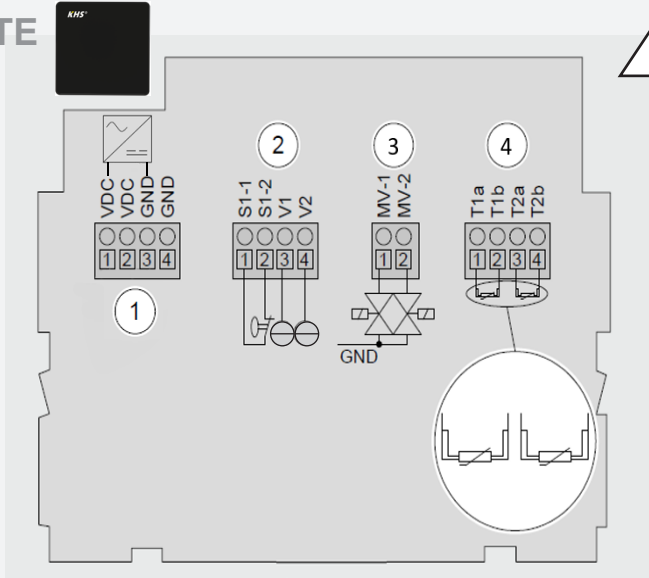 TE
KHS®
2
3
4
VDC
VDC
GND
GND
S1-1
S1-2
V1
V2
MV-1
MV-2
T1a
T1b
T2a
T2b
1 2 3 4
1 2 3 4
1 2
1 2 3 4
1
GND